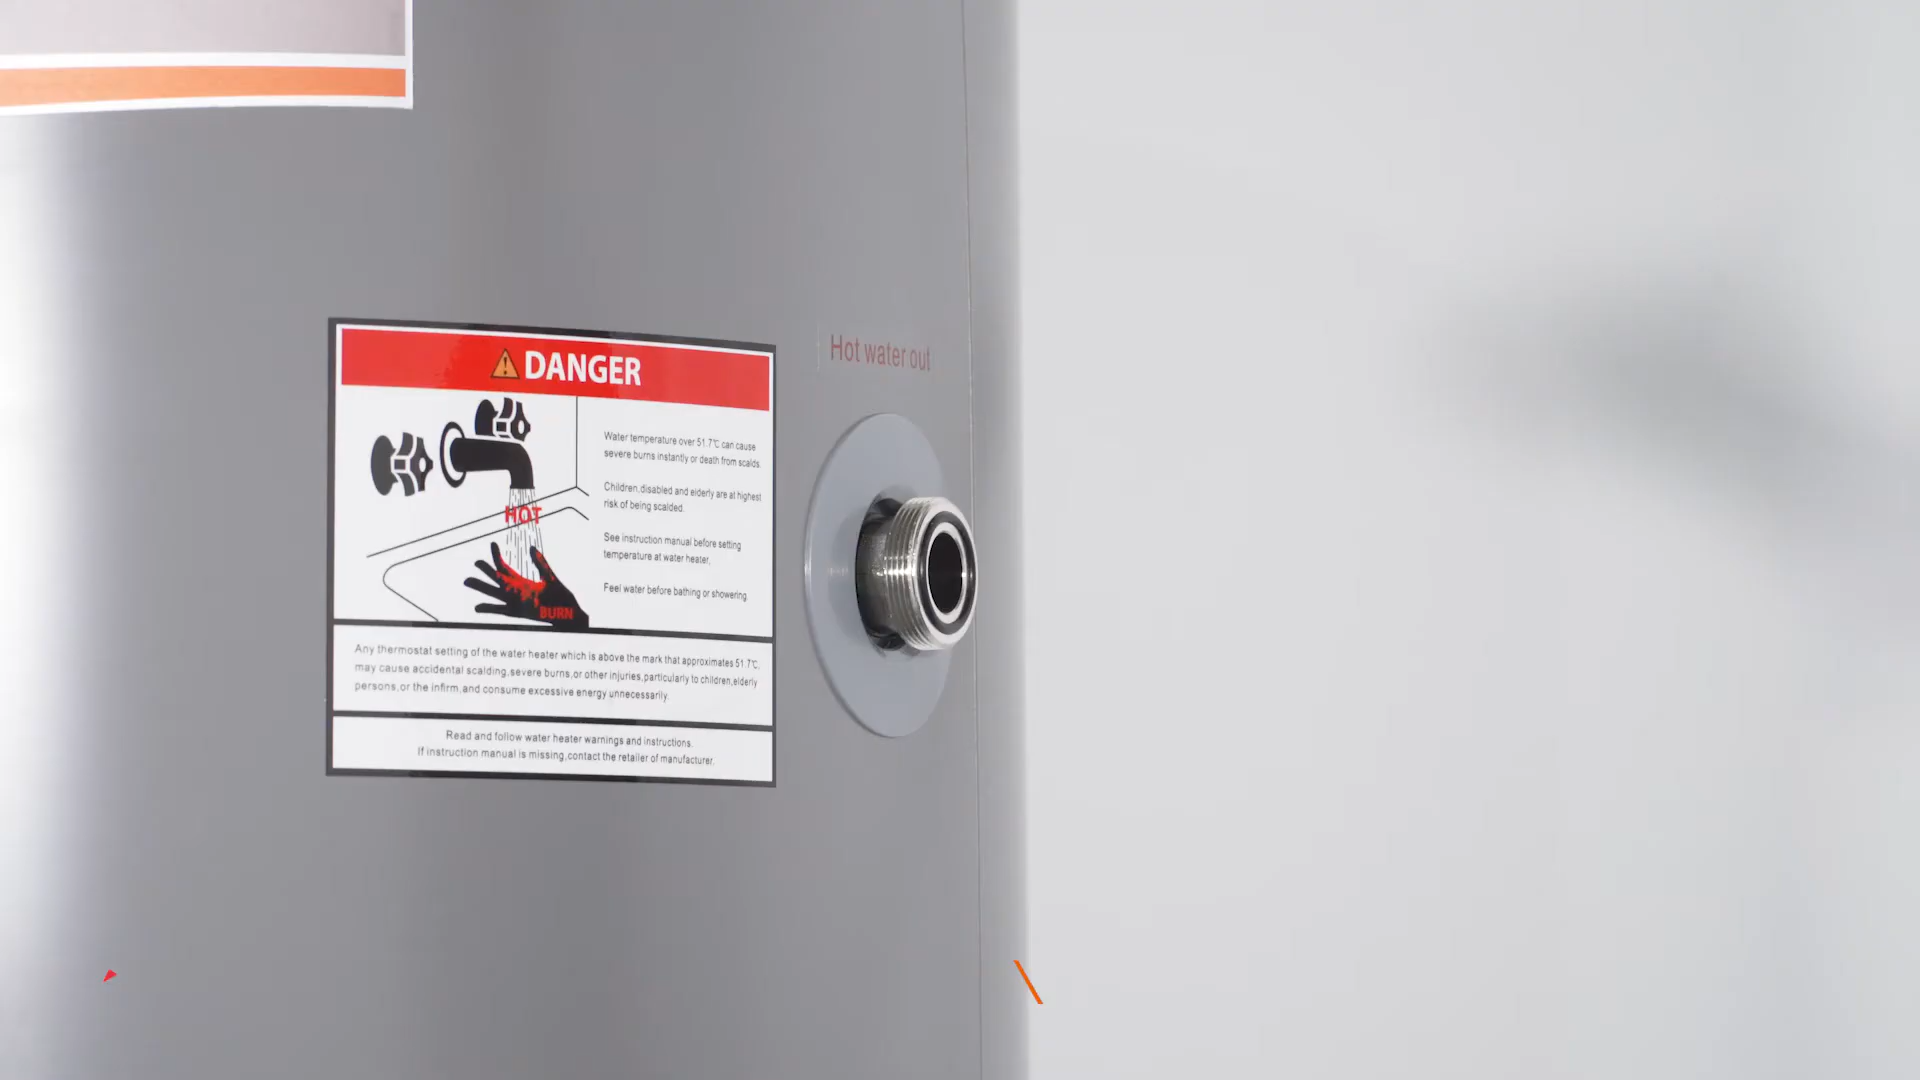 DANGER
Hot water out
Water temperature over 51.7℃ can cause
severe burns instantly or death from scalds.
Children,disabled and elderly are at highest
risk of being scalded.
HOT
See instruction manual before setting
temperature at water heater.
Feel water before bathing or showering.
BURN
Any thermostat setting of the water heater which is above the mark that approximates 51.7℃,
may cause accidental scalding,severe burns,or other injuries,particularly to children,elderly
persons,or the infirm,and consume excessive energy unnecessarily.
Read and follow water heater warnings and instructions.
If instruction manual is missing,contact the retailer of manufacturer.